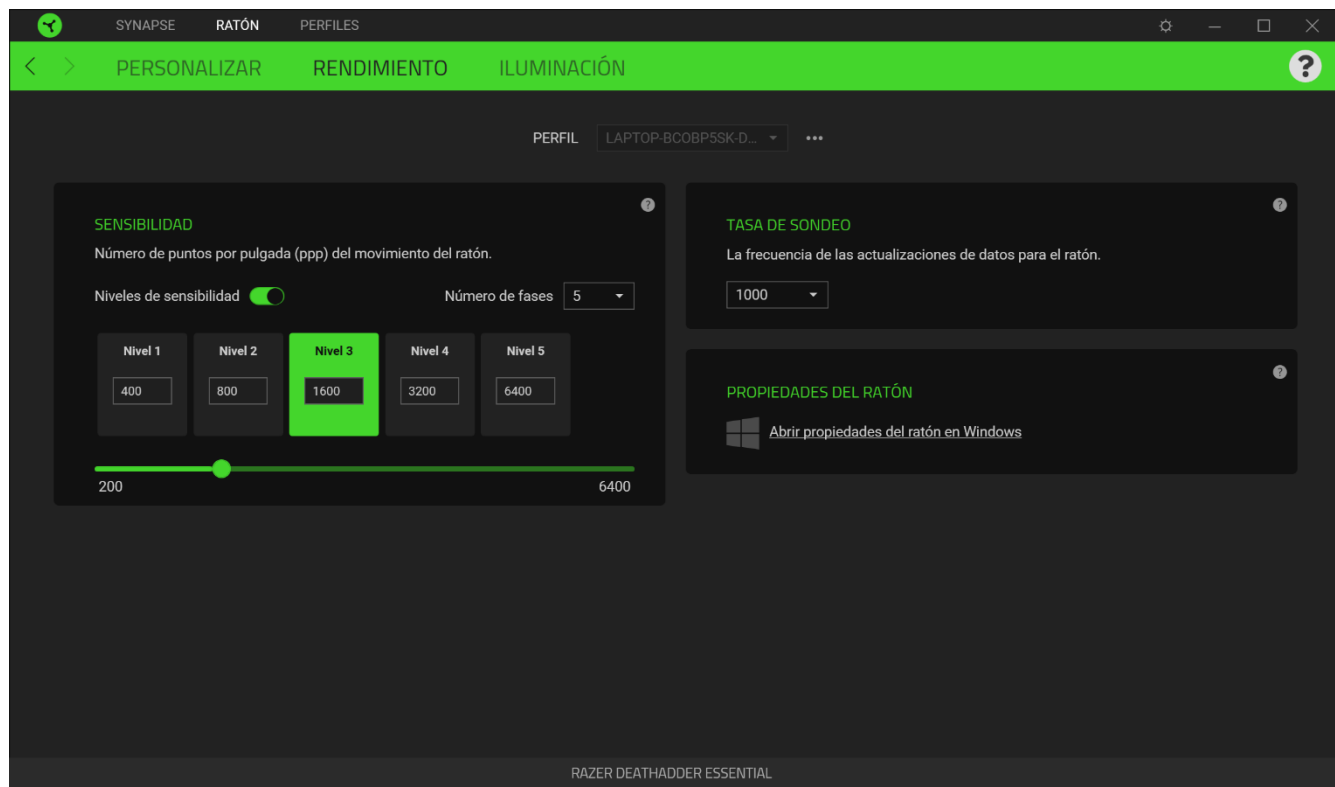 SYNAPSE RATÓN PERFILES
PERSONALIZAR RENDIMIENTO ILUMINACIÓN ?
PERFIL LAPTOP-BCOBP5SK-D... •••
?
SENSIBILIDAD
Número de puntos por pulgada (ppp) del movimiento del ratón.
Niveles de sensibilidad Número de fases 5
Nivel 1 Nivel 2 Nivel 3 Nivel 4 Nivel 5
400 800 1600 3200 6400
200 6400
?
TASA DE SONDEO
La frecuencia de las actualizaciones de datos para el ratón.
1000
?
PROPIEDADES DEL RATÓN
Abrir propiedades del ratón en Windows
RAZER DEATHADDER ESSENTIAL